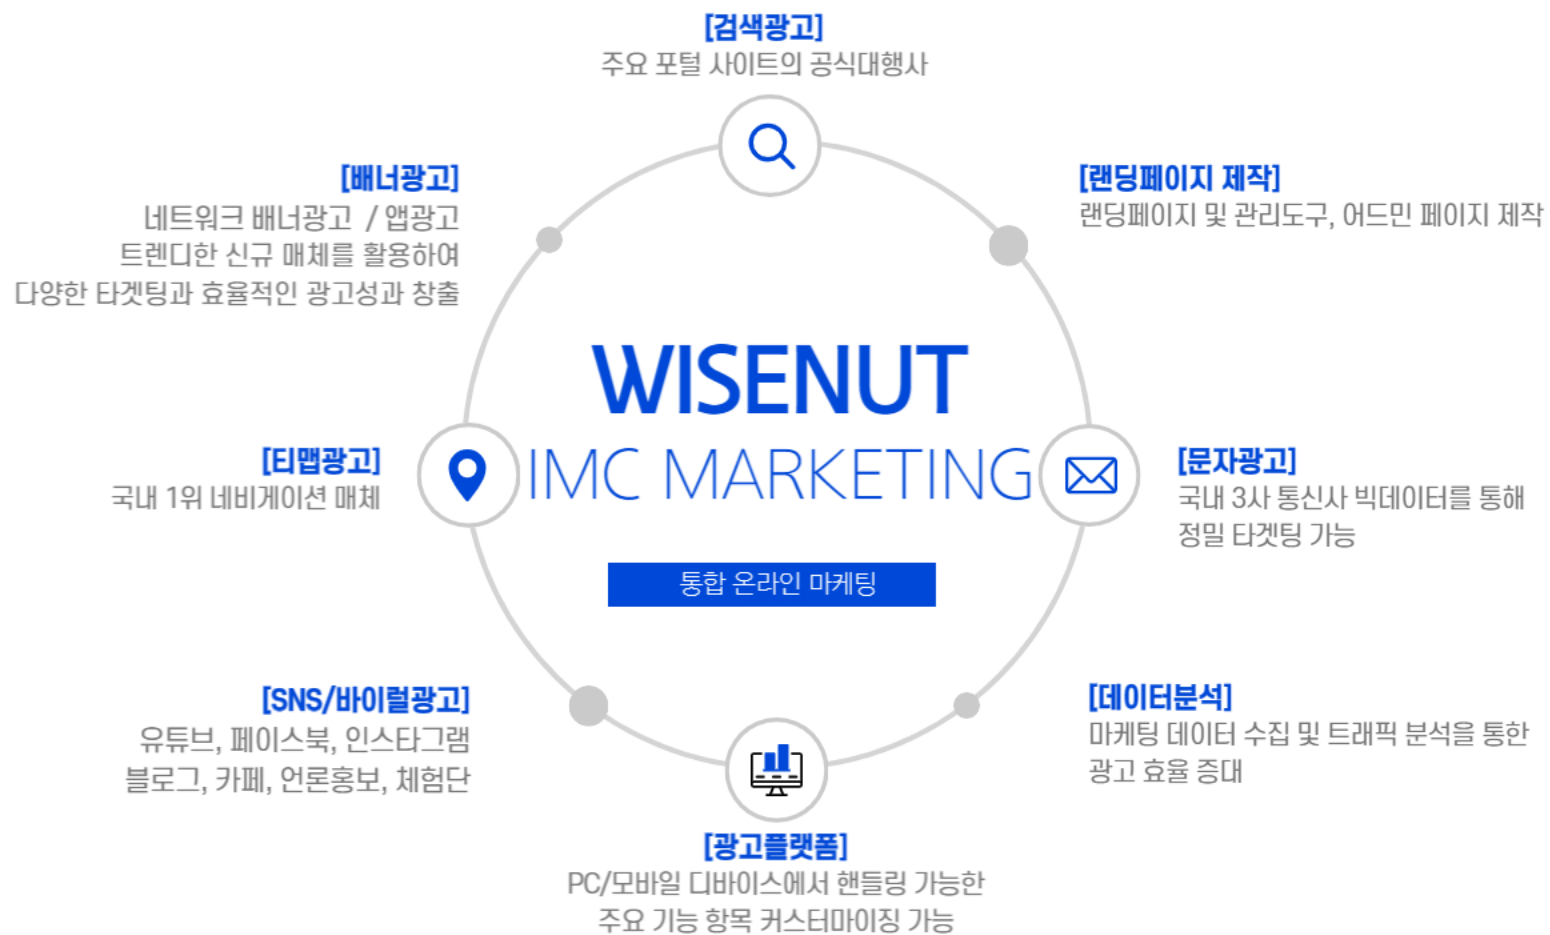 [검색광고]
주요 포털 사이트의 공식대행사
[배너광고]
네트워크 배너광고 / 앱광고
트렌디한 신규 매체를 활용하여
다양한 타겟팅과 효율적인 광고성과 창출
[랜딩페이지 제작]
랜딩페이지 및 관리도구, 어드민 페이지 제작
WISENUT
IMC MARKETING
통합 온라인 마케팅
[티맵광고]
국내 1위 네비게이션 매체
[문자광고]
국내 3사 통신사 빅데이터를 통해
정밀 타겟팅 가능
[SNS/바이럴광고]
유튜브, 페이스북, 인스타그램
블로그, 카페, 언론홍보, 체험단
[데이터분석]
마케팅 데이터 수집 및 트래픽 분석을 통한
광고 효율 증대
[광고플랫폼]
PC/모바일 디바이스에서 핸들링 가능한
주요 기능 항목 커스터마이징 가능